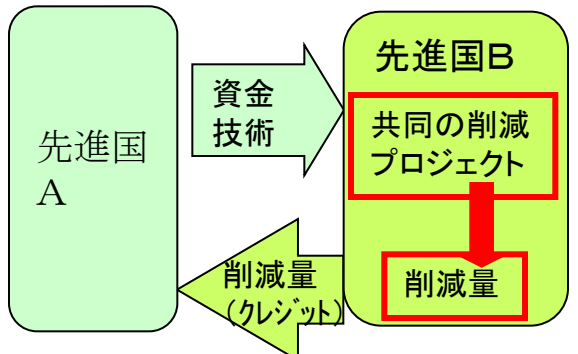 先進国
A
資金
技術
先進国B
共同の削減
プロジェクト
削減量
削減量
（クレジット）